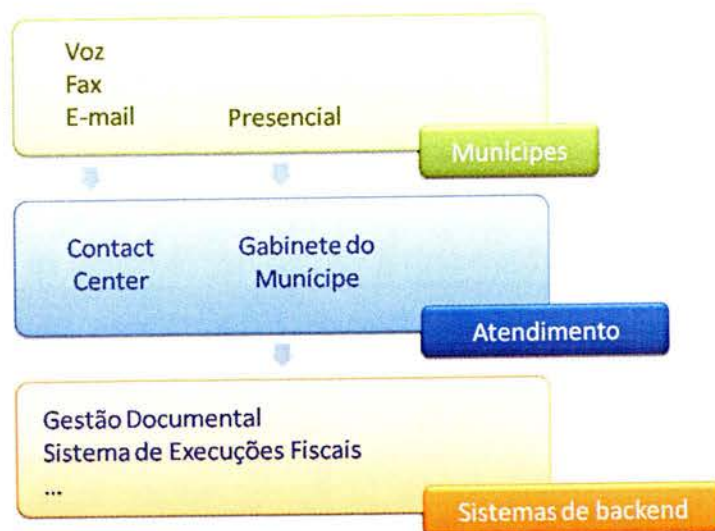 Voz
Fax
E-mail
Presencial
Munícipes
Contact
Center
Gabinete do
Munícipe
Atendimento
Gestão Documental
Sistema de Execuções Fiscais
...
Sistemas de backend